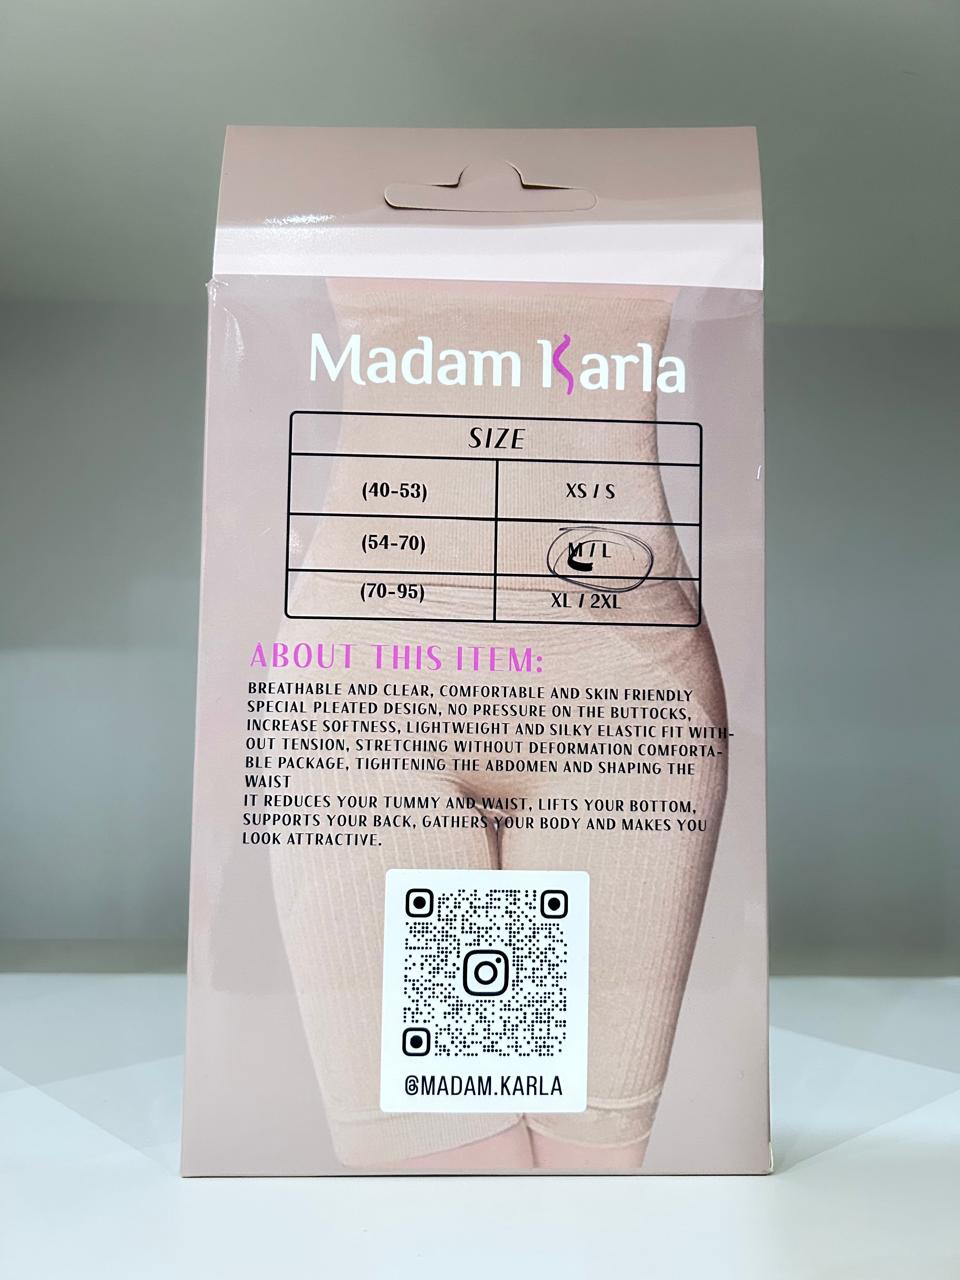 Madam Karla
SIZE
(40-53) XS / S
(54-70) M / L
(70-95) XL / 2XL
ABOUT THIS ITEM:
BREATHABLE AND CLEAR, COMFORTABLE AND SKIN FRIENDLY
SPECIAL PLEATED DESIGN, NO PRESSURE ON THE BUTTOCKS,
INCREASE SOFTNESS, LIGHTWEIGHT AND SILKY ELASTIC FIT WITH-
OUT TENSION, STRETCHING WITHOUT DEFORMATION COMFORTA-
BLE PACKAGE, TIGHTENING THE ABDOMEN AND SHAPING THE
WAIST
IT REDUCES YOUR TUMMY AND WAIST, LIFTS YOUR BOTTOM,
SUPPORTS YOUR BACK, GATHERS YOUR BODY AND MAKES YOU
LOOK ATTRACTIVE.
@MADAM.KARLA